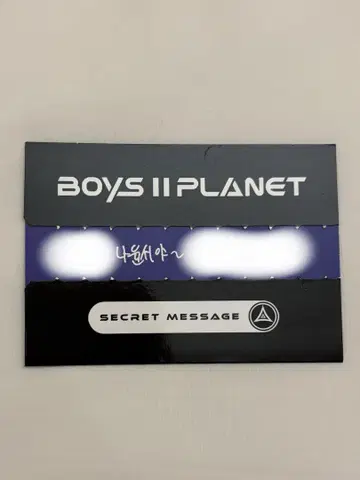 BOYS II PLANET
나윤서야~
SECRET MESSAGE